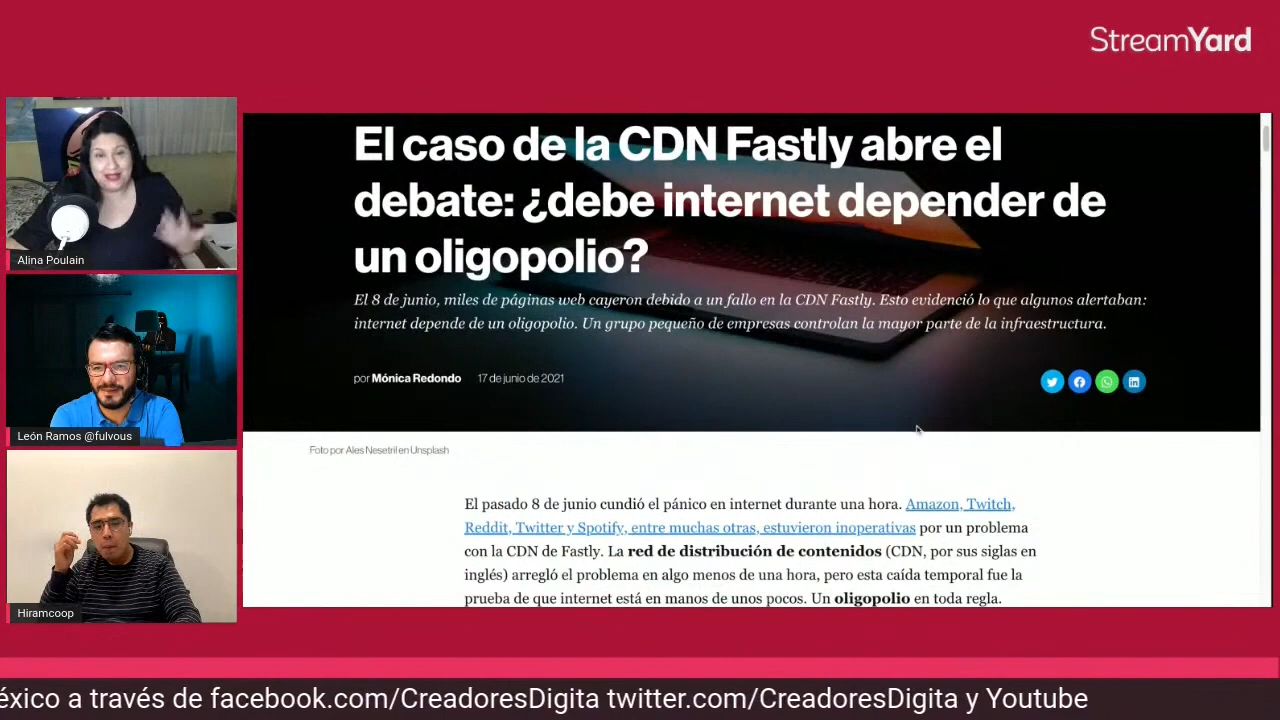 StreamYard
Alina Poulain
León Ramos @fulvous
Hiramcoop
El caso de la CDN Fastly abre el
debate: ¿debe internet depender de
un oligopolio?
El 8 de junio, miles de páginas web cayeron debido a un fallo en la CDN Fastly. Esto evidenció lo que algunos alertaban:
internet depende de un oligopolio. Un grupo pequeño de empresas controlan la mayor parte de la infraestructura.
por Mónica Redondo 17 de junio de 2021
Foto por Ales Nesetril en Unsplash
El pasado 8 de junio cundió el pánico en internet durante una hora. Amazon, Twitch,
Reddit, Twitter y Spotify, entre muchas otras, estuvieron inoperativas por un problema
con la CDN de Fastly. La red de distribución de contenidos (CDN, por sus siglas en
inglés) arregló el problema en algo menos de una hora, pero esta caída temporal fue la
prueba de que internet está en manos de unos pocos. Un oligopolio en toda regla.
éxico a través de facebook.com/CreadoresDigita twitter.com/CreadoresDigita y Youtube